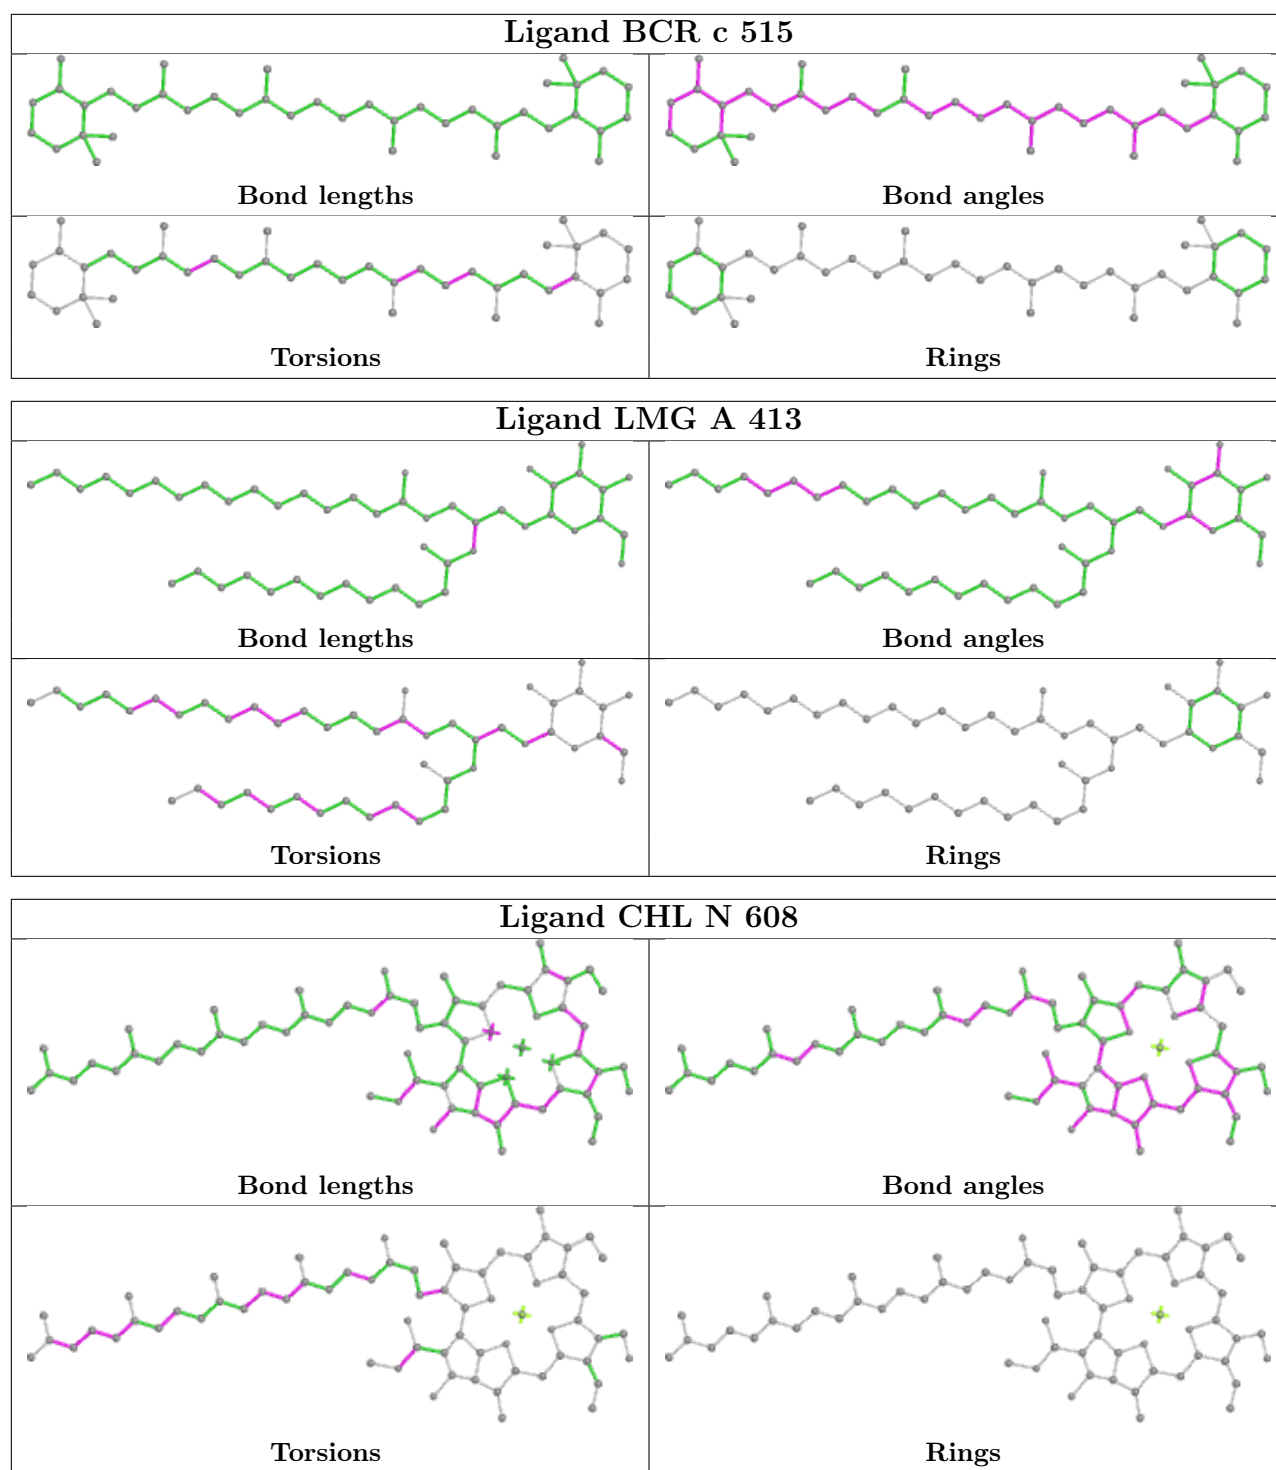 Ligand BCR c 515
Bond lengths
Bond angles
Torsions
Rings
Ligand LMG A 413
Bond lengths
Bond angles
Torsions
Rings
Ligand CHL N 608
Bond lengths
Bond angles
Torsions
Rings